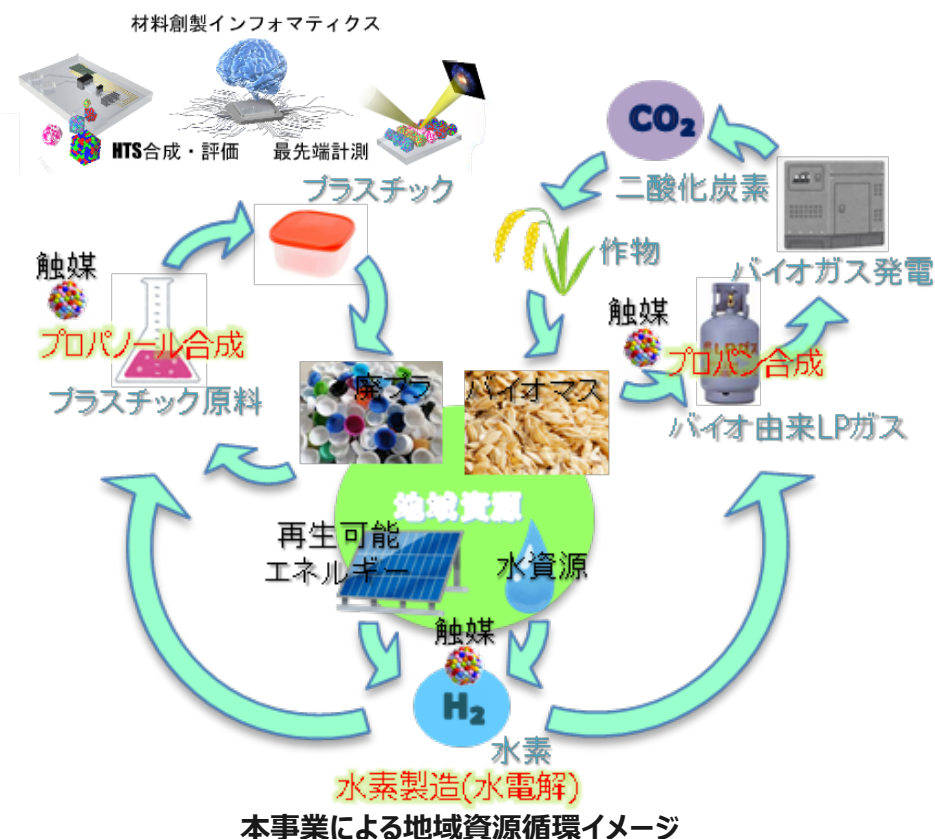 材料創製インフォマティクス
HTS合成・評価
最先端計測
CO₂
二酸化炭素
プラスチック
作物
バイオガス発電
触媒
プロパノール合成
プラスチック原料
触媒
プロパン合成
バイオ由来LPガス
廃プラ
バイオマス
地域資源
再生可能
エネルギー
水資源
触媒
H₂
水素
水素製造(水電解)
本事業による地域資源循環イメージ